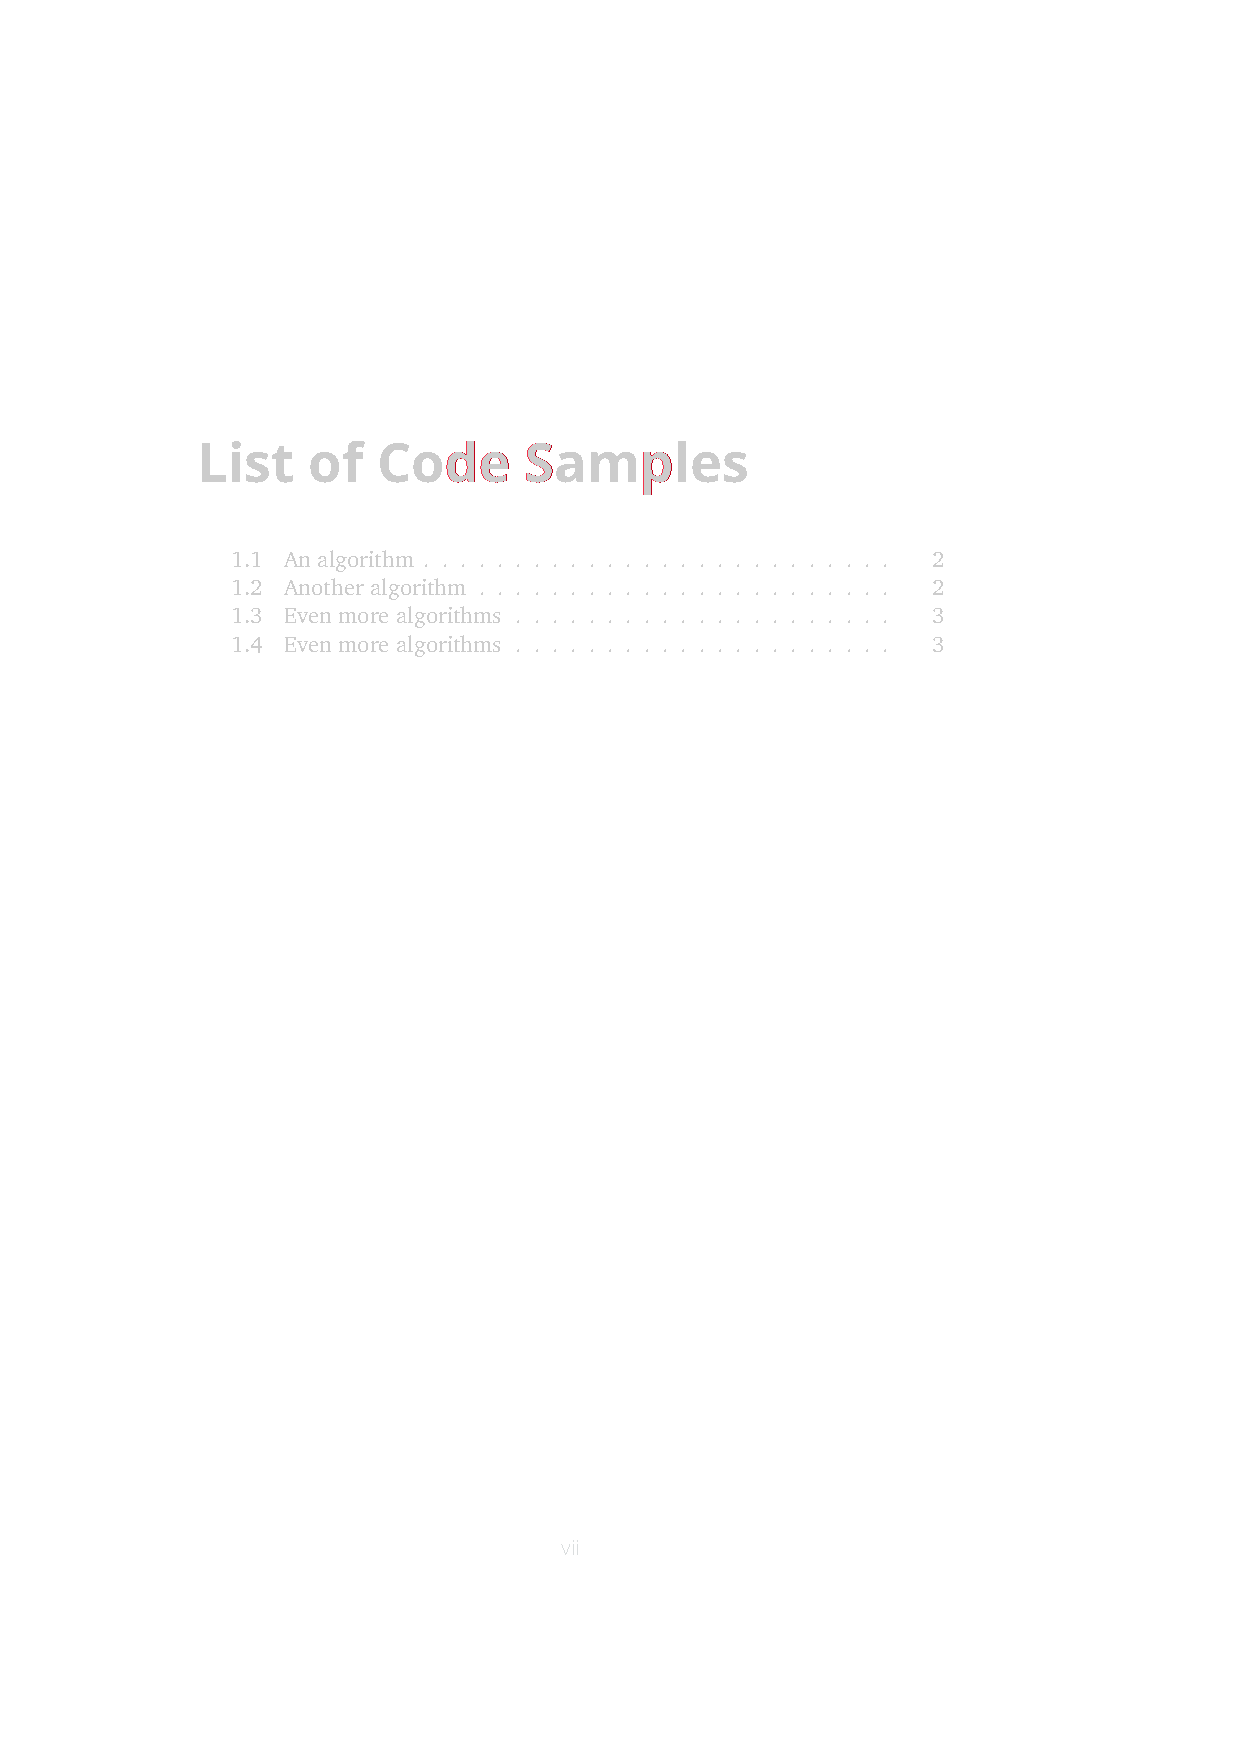 List of Code Samples
1.1 An algorithm . . . . . . . . . . . . . . . . . . . . . . . . . . 2
1.2 Another algorithm . . . . . . . . . . . . . . . . . . . . . . . 2
1.3 Even more algorithms . . . . . . . . . . . . . . . . . . . . . 3
1.4 Even more algorithms . . . . . . . . . . . . . . . . . . . . . 3
vii